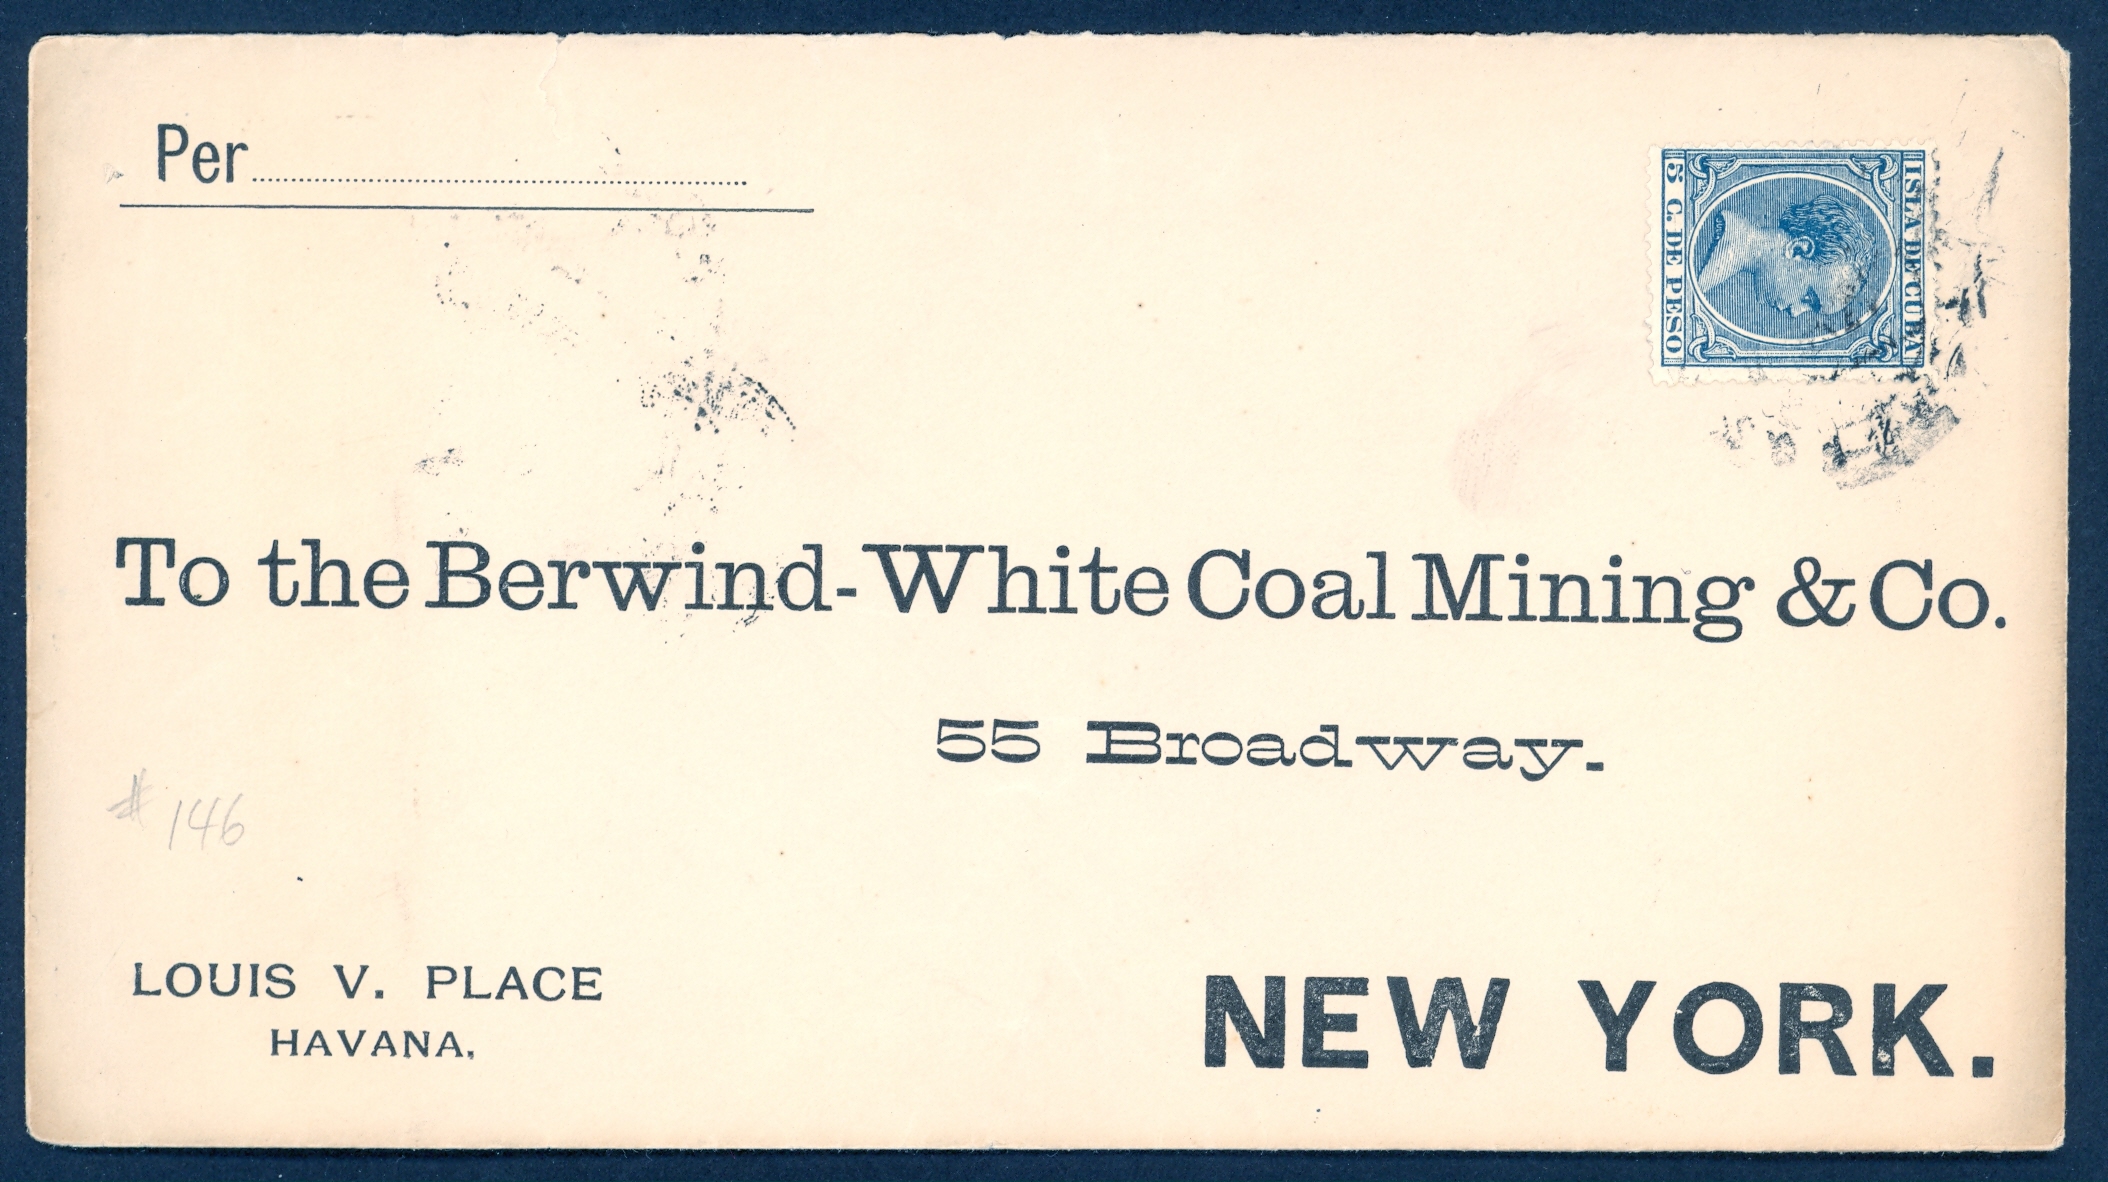 Per
ISLA DE CUBA
5 C. DE PESO
To the Berwind-White Coal Mining & Co.
55 Broadway.
# 146
LOUIS V. PLACE
HAVANA,
NEW YORK.